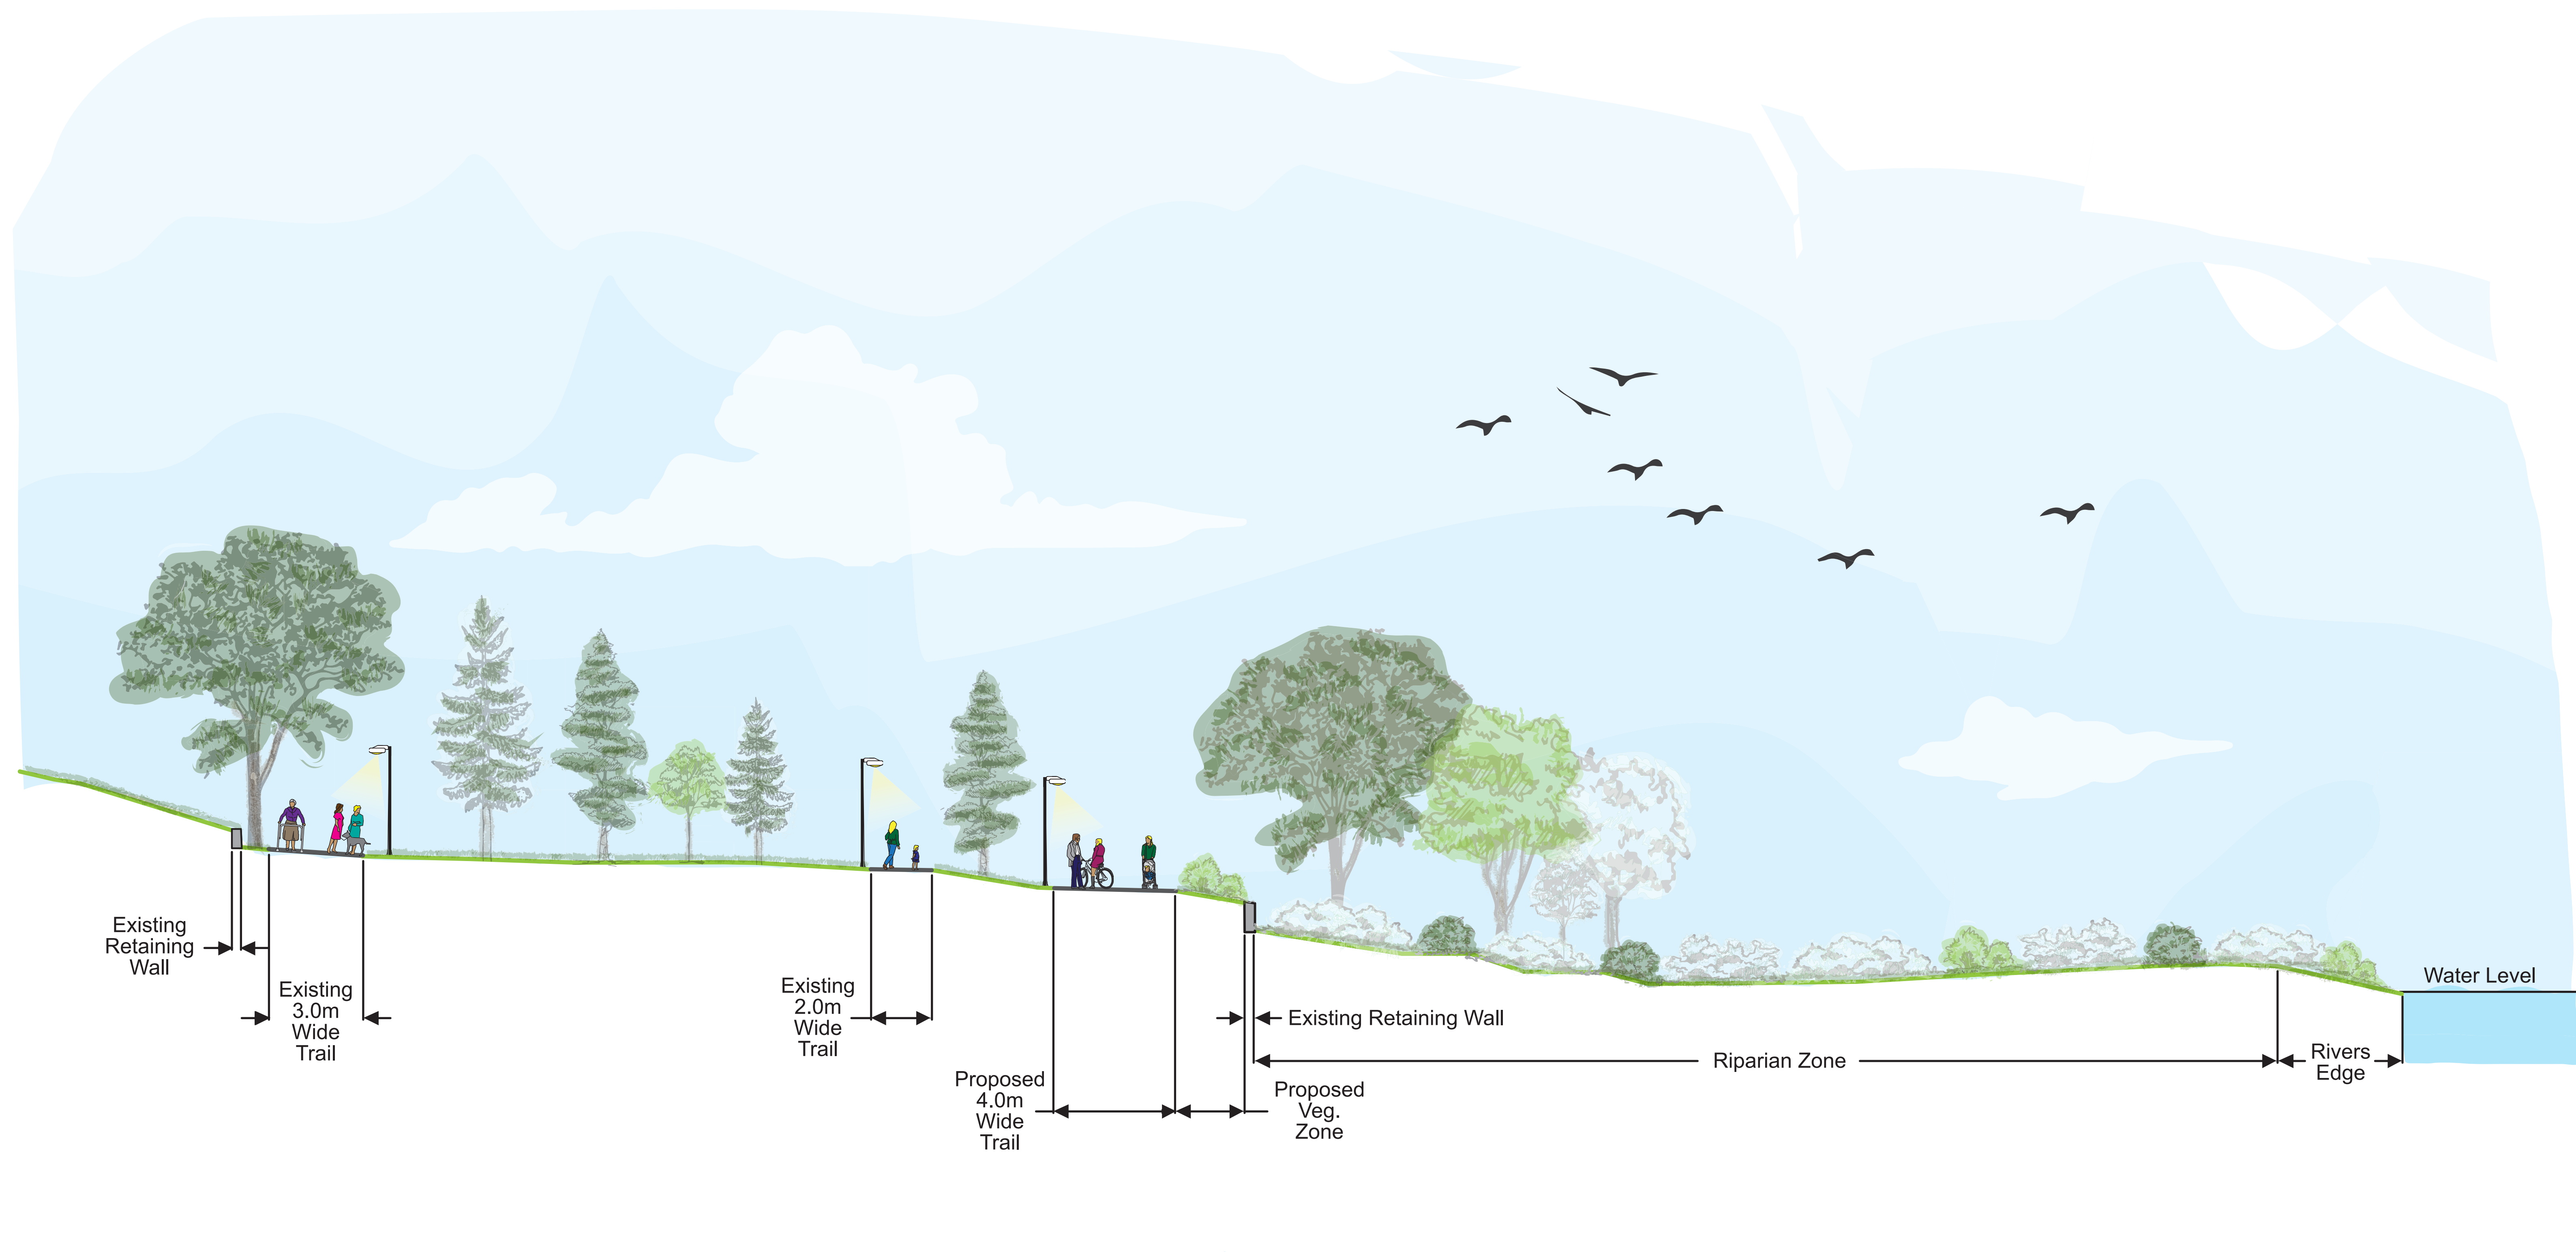 Existing
Retaining
Wall
Existing
3.0m
Wide
Trail
Existing
2.0m
Wide
Trail
Proposed
4.0m
Wide
Trail
Proposed
Veg.
Zone
Existing Retaining Wall
Riparian Zone
Rivers
Edge
Water Level